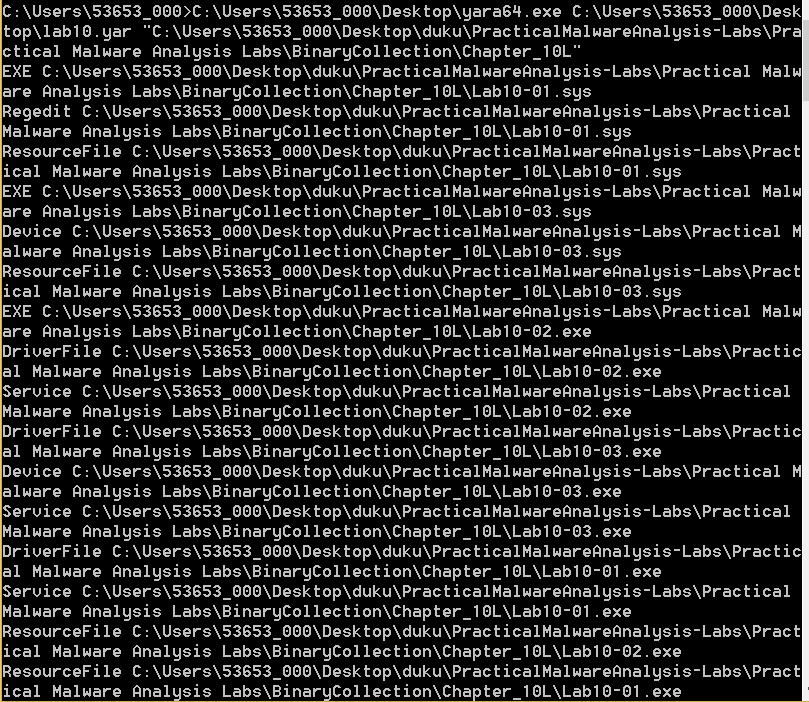 C:\Users\53653_000>C:\Users\53653_000\Desktop\yara64.exe C:\Users\53653_000\Desk
top\lab10.yar "C:\Users\53653_000\Desktop\duku\PracticalMalwareAnalysis-Labs\Pra
ctical Malware Analysis Labs\BinaryCollection\Chapter_10L"
EXE C:\Users\53653_000\Desktop\duku\PracticalMalwareAnalysis-Labs\Practical Malw
are Analysis Labs\BinaryCollection\Chapter_10L\Lab10-01.sys
Regedit C:\Users\53653_000\Desktop\duku\PracticalMalwareAnalysis-Labs\Practical
Malware Analysis Labs\BinaryCollection\Chapter_10L\Lab10-01.sys
ResourceFile C:\Users\53653_000\Desktop\duku\PracticalMalwareAnalysis-Labs\Pract
ical Malware Analysis Labs\BinaryCollection\Chapter_10L\Lab10-01.sys
EXE C:\Users\53653_000\Desktop\duku\PracticalMalwareAnalysis-Labs\Practical Malw
are Analysis Labs\BinaryCollection\Chapter_10L\Lab10-03.sys
Device C:\Users\53653_000\Desktop\duku\PracticalMalwareAnalysis-Labs\Practical M
alware Analysis Labs\BinaryCollection\Chapter_10L\Lab10-03.sys
ResourceFile C:\Users\53653_000\Desktop\duku\PracticalMalwareAnalysis-Labs\Pract
ical Malware Analysis Labs\BinaryCollection\Chapter_10L\Lab10-03.sys
EXE C:\Users\53653_000\Desktop\duku\PracticalMalwareAnalysis-Labs\Practical Malw
are Analysis Labs\BinaryCollection\Chapter_10L\Lab10-02.exe
DriverFile C:\Users\53653_000\Desktop\duku\PracticalMalwareAnalysis-Labs\Practic
al Malware Analysis Labs\BinaryCollection\Chapter_10L\Lab10-02.exe
Service C:\Users\53653_000\Desktop\duku\PracticalMalwareAnalysis-Labs\Practical
Malware Analysis Labs\BinaryCollection\Chapter_10L\Lab10-02.exe
DriverFile C:\Users\53653_000\Desktop\duku\PracticalMalwareAnalysis-Labs\Practic
al Malware Analysis Labs\BinaryCollection\Chapter_10L\Lab10-03.exe
Device C:\Users\53653_000\Desktop\duku\PracticalMalwareAnalysis-Labs\Practical M
alware Analysis Labs\BinaryCollection\Chapter_10L\Lab10-03.exe
Service C:\Users\53653_000\Desktop\duku\PracticalMalwareAnalysis-Labs\Practical
Malware Analysis Labs\BinaryCollection\Chapter_10L\Lab10-03.exe
DriverFile C:\Users\53653_000\Desktop\duku\PracticalMalwareAnalysis-Labs\Practic
al Malware Analysis Labs\BinaryCollection\Chapter_10L\Lab10-01.exe
Service C:\Users\53653_000\Desktop\duku\PracticalMalwareAnalysis-Labs\Practical
Malware Analysis Labs\BinaryCollection\Chapter_10L\Lab10-01.exe
ResourceFile C:\Users\53653_000\Desktop\duku\PracticalMalwareAnalysis-Labs\Pract
ical Malware Analysis Labs\BinaryCollection\Chapter_10L\Lab10-02.exe
ResourceFile C:\Users\53653_000\Desktop\duku\PracticalMalwareAnalysis-Labs\Pract
ical Malware Analysis Labs\BinaryCollection\Chapter_10L\Lab10-01.exe